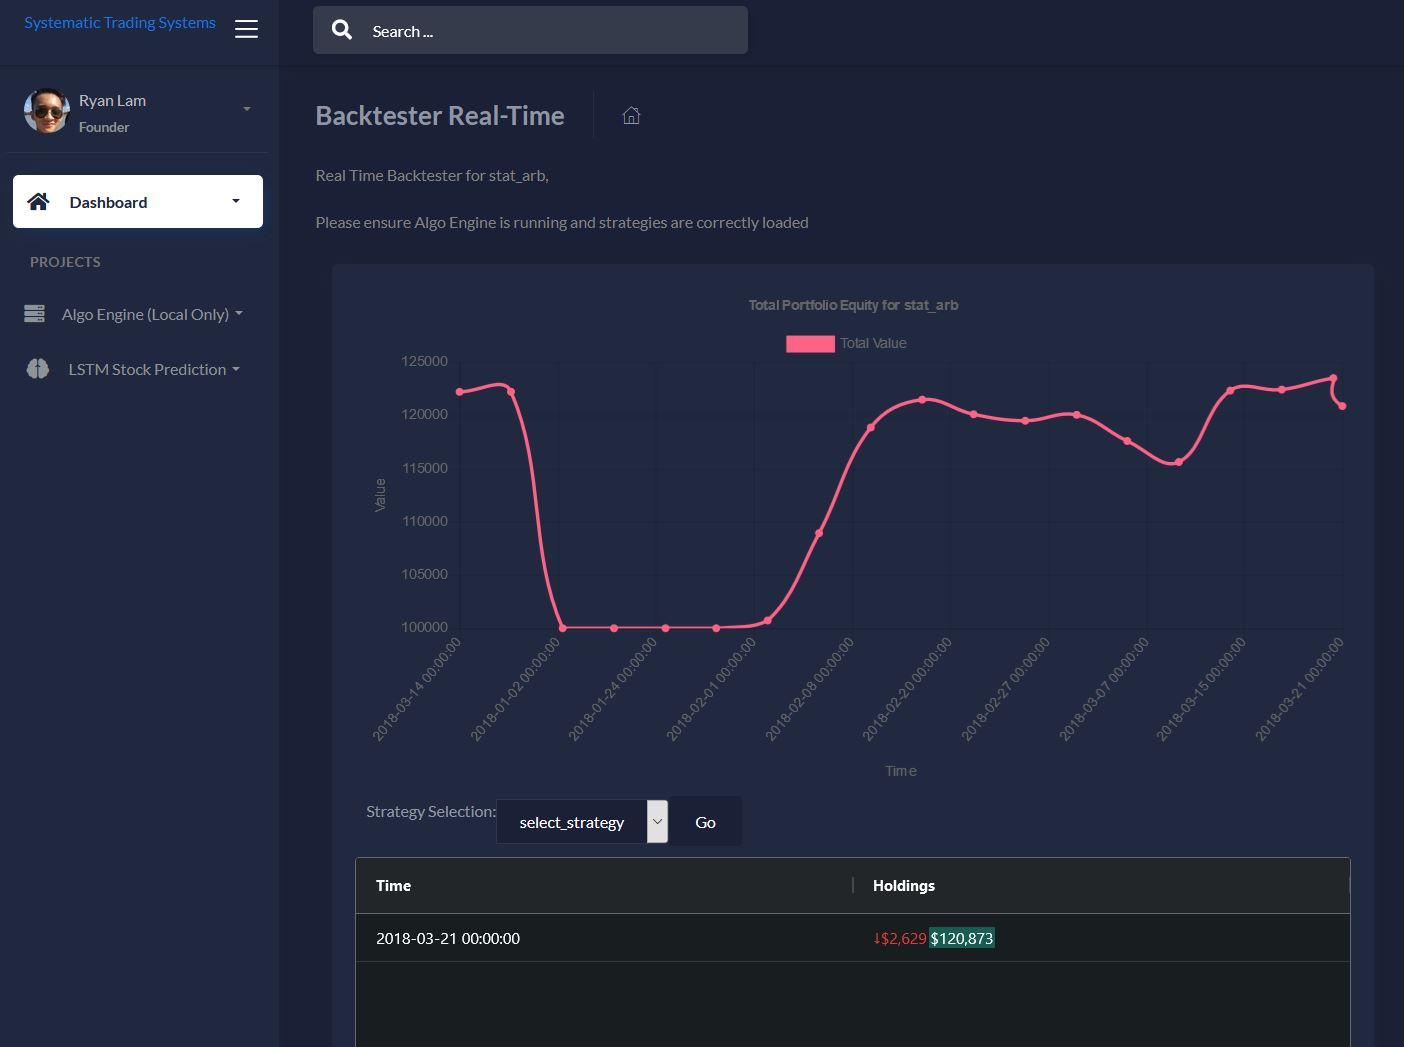 Systematic Trading Systems
Search ...
Ryan Lam
Founder
Dashboard
PROJECTS
Algo Engine (Local Only)
LSTM Stock Prediction
Backtester Real-Time
Real Time Backtester for stat_arb,
Please ensure Algo Engine is running and strategies are correctly loaded
Total Portfolio Equity for stat_arb
Total Value
125000
120000
115000
110000
105000
100000
Value
2018-03-14 00:00:00
2018-01-02 00:00:00
2018-01-24 00:00:00
2018-02-01 00:00:00
2018-02-08 00:00:00
2018-02-20 00:00:00
2018-02-27 00:00:00
2018-03-07 00:00:00
2018-03-15 00:00:00
2018-03-21 00:00:00
Time
Strategy Selection: select_strategy Go
Time Holdings
2018-03-21 00:00:00 ↓$2,629 $120,873